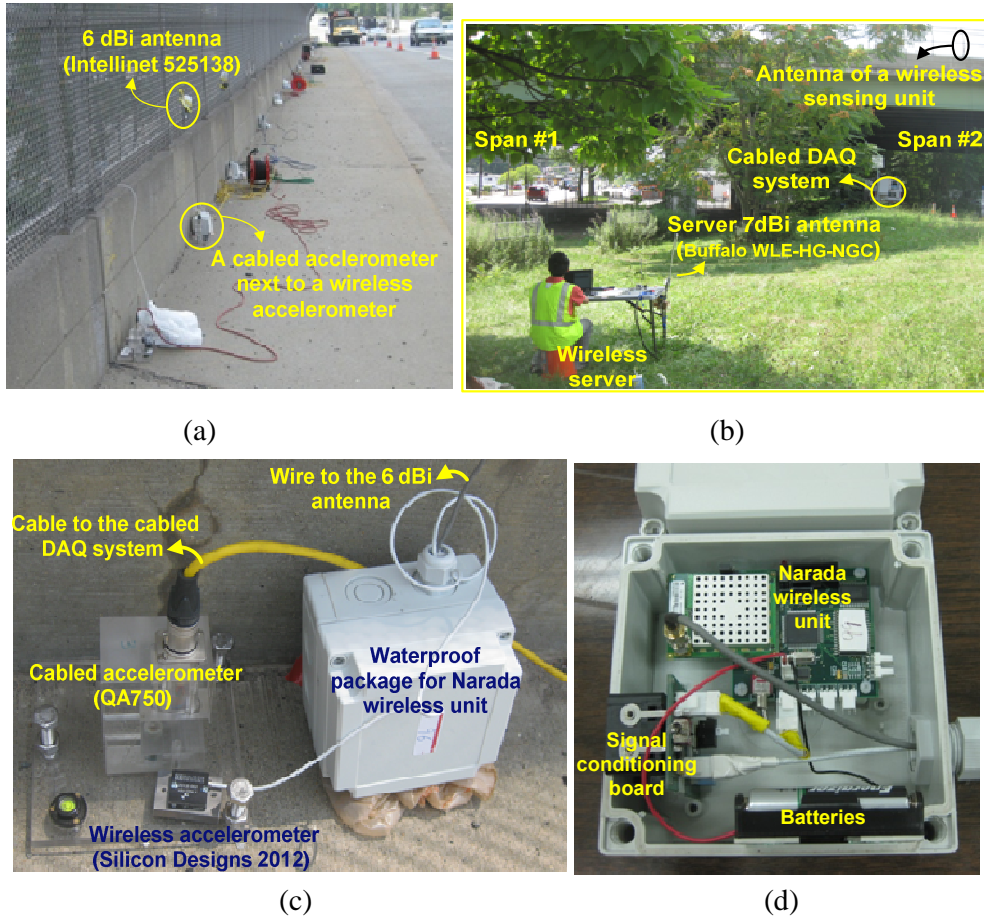 6 dBi antenna
(Intellinet 525138)
A cabled acclerometer
next to a wireless
accelerometer
(a)
Antenna of a wireless
sensing unit
Span #1
Span #2
Cabled DAQ
system
Server 7dBi antenna
(Buffalo WLE-HG-NGC)
Wireless
server
(b)
Wire to the 6 dBi
antenna
Cable to the cabled
DAQ system
Cabled accelerometer
(QA750)
Waterproof
package for Narada
wireless unit
16
Wireless accelerometer
(Silicon Designs 2012)
(c)
Narada
wireless
unit
Signal
conditioning
board
Energizer
Batteries
(d)